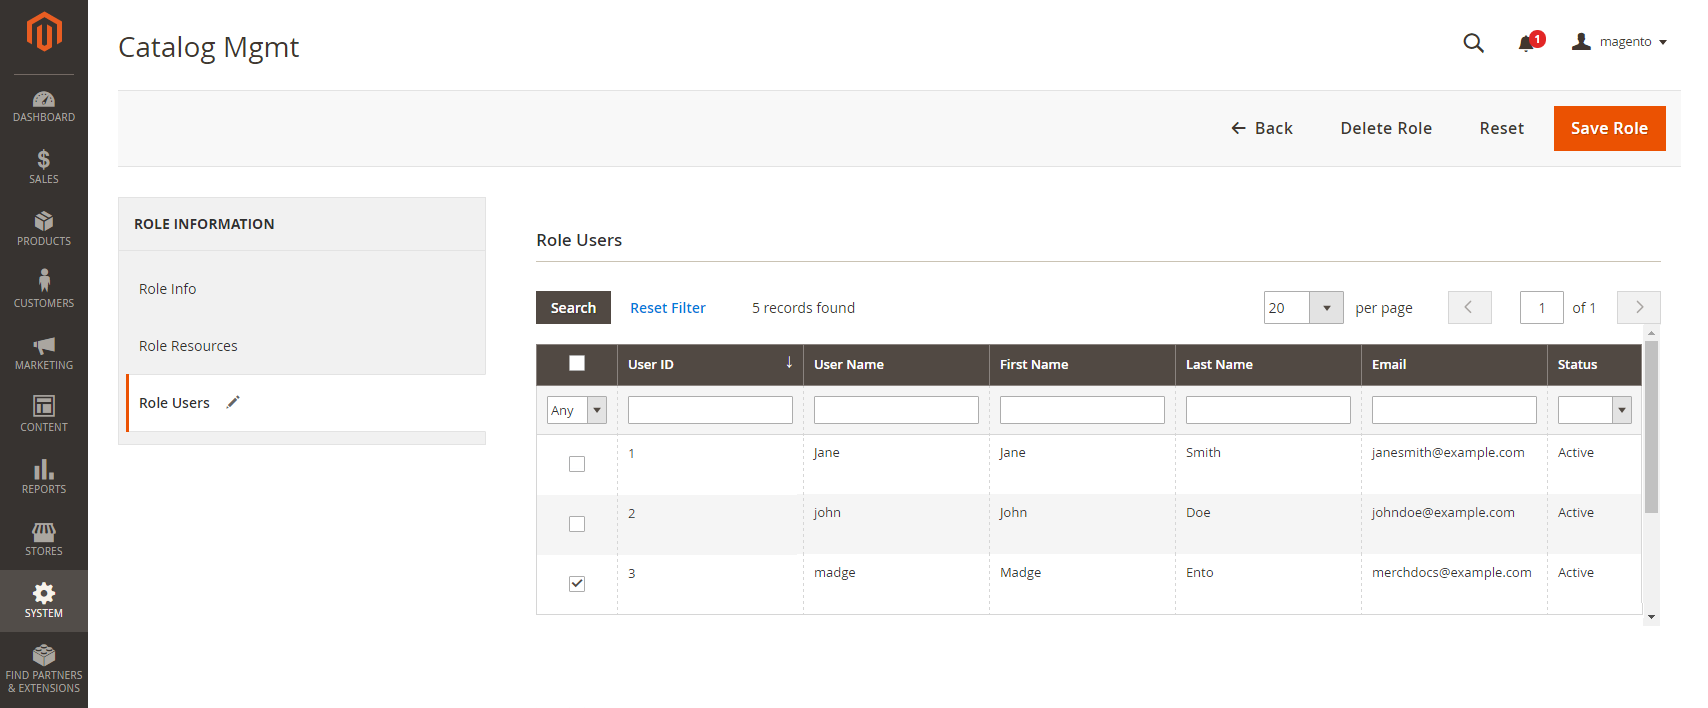 Catalog Mgmt
1
magento
DASHBOARD
SALES
PRODUCTS
CUSTOMERS
MARKETING
CONTENT
REPORTS
STORES
SYSTEM
FIND PARTNERS
& EXTENSIONS
Back Delete Role Reset Save Role
ROLE INFORMATION
Role Info
Role Resources
Role Users
Role Users
Search Reset Filter 5 records found 20 per page 1 of 1
User ID User Name First Name Last Name Email Status
Any
1 Jane Jane Smith janesmith@example.com Active
2 john John Doe johndoe@example.com Active
3 madge Madge Ento merchdocs@example.com Active